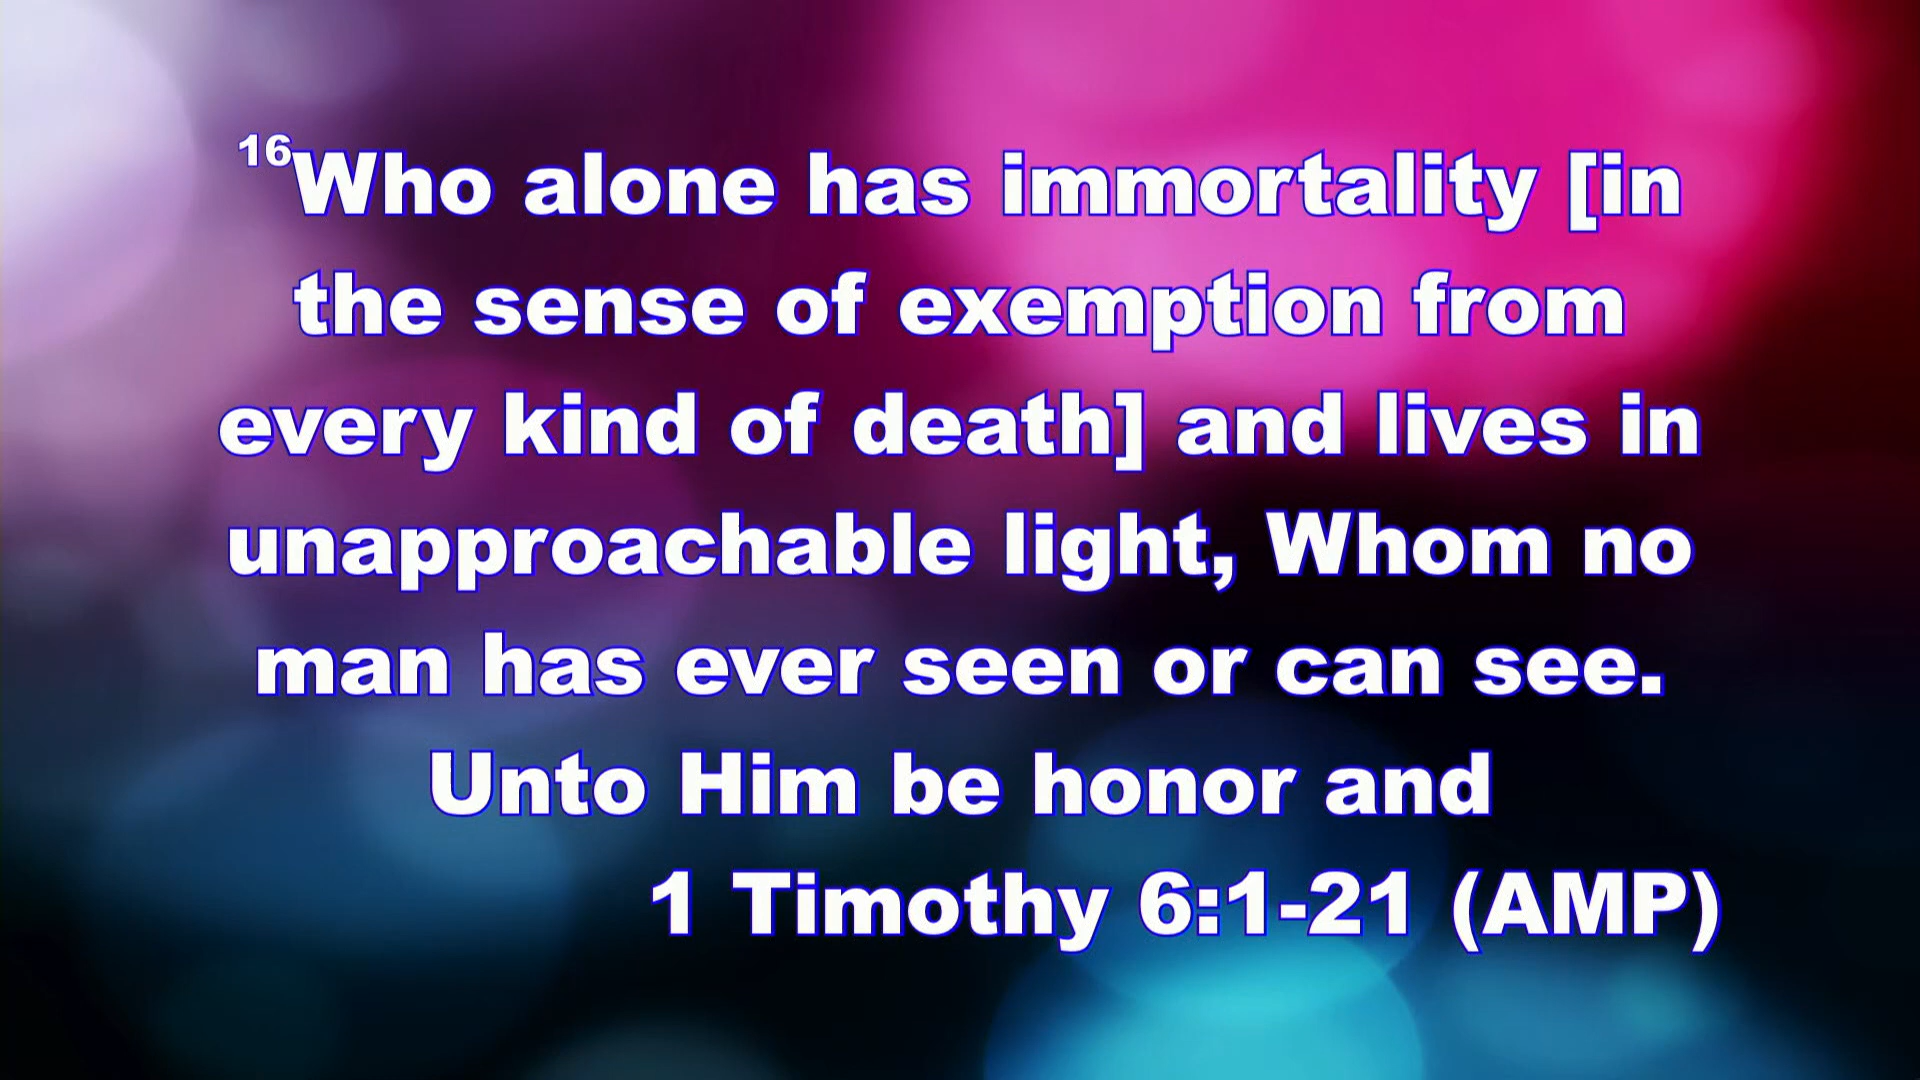 16Who alone has immortality [in
the sense of exemption from
every kind of death] and lives in
unapproachable light, Whom no
man has ever seen or can see.
Unto Him be honor and
1 Timothy 6:1-21 (AMP)